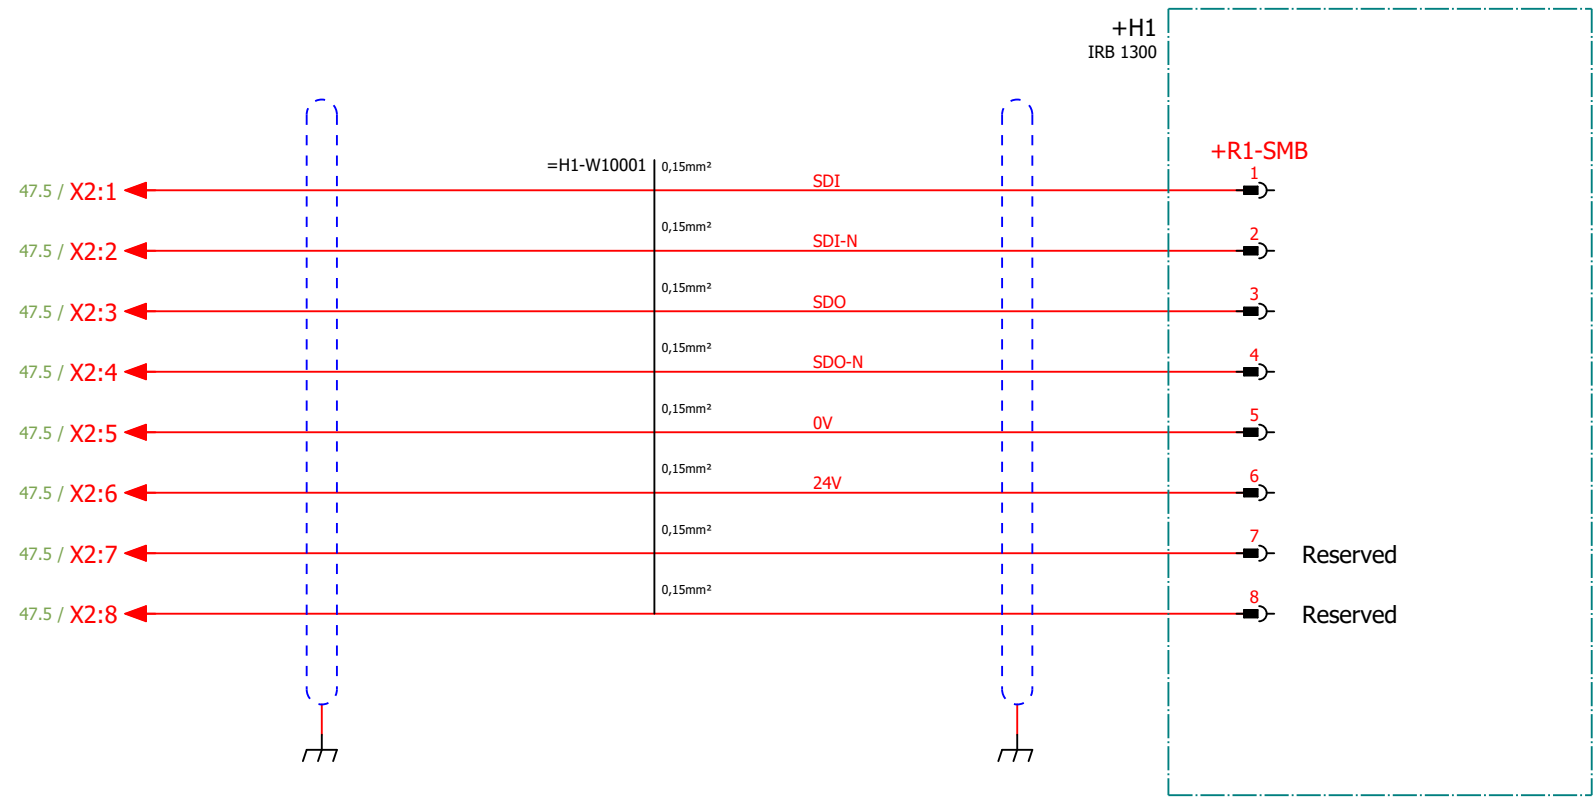 +H1
IRB 1300
+R1-SMB
=H1-W10001 0,15mm²
47.5 / X2:1 SDI 1
0,15mm²
47.5 / X2:2 SDI-N 2
0,15mm²
47.5 / X2:3 SDO 3
0,15mm²
47.5 / X2:4 SDO-N 4
0,15mm²
47.5 / X2:5 0V 5
0,15mm²
47.5 / X2:6 24V 6
0,15mm²
47.5 / X2:7 7 Reserved
0,15mm²
47.5 / X2:8 8 Reserved